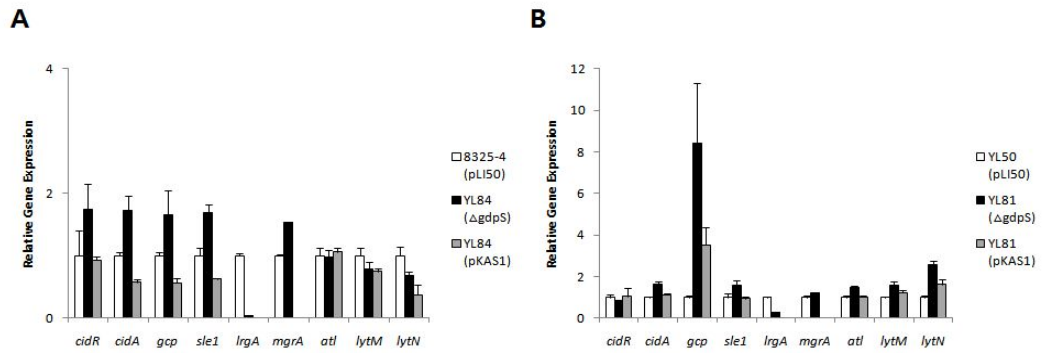 A
Relative Gene Expression
4
2
0
cidR cidA gcp sle1 lrgA mgrA atl lytM lytN
8325-4
(pLI50)
YL84
(△gdpS)
YL84
(pKAS1)
B
Relative Gene Expression
12
10
8
6
4
2
0
cidR cidA gcp sle1 lrgA mgrA atl lytM lytN
YL50
(pLI50)
YL81
(△gdpS)
YL81
(pKAS1)